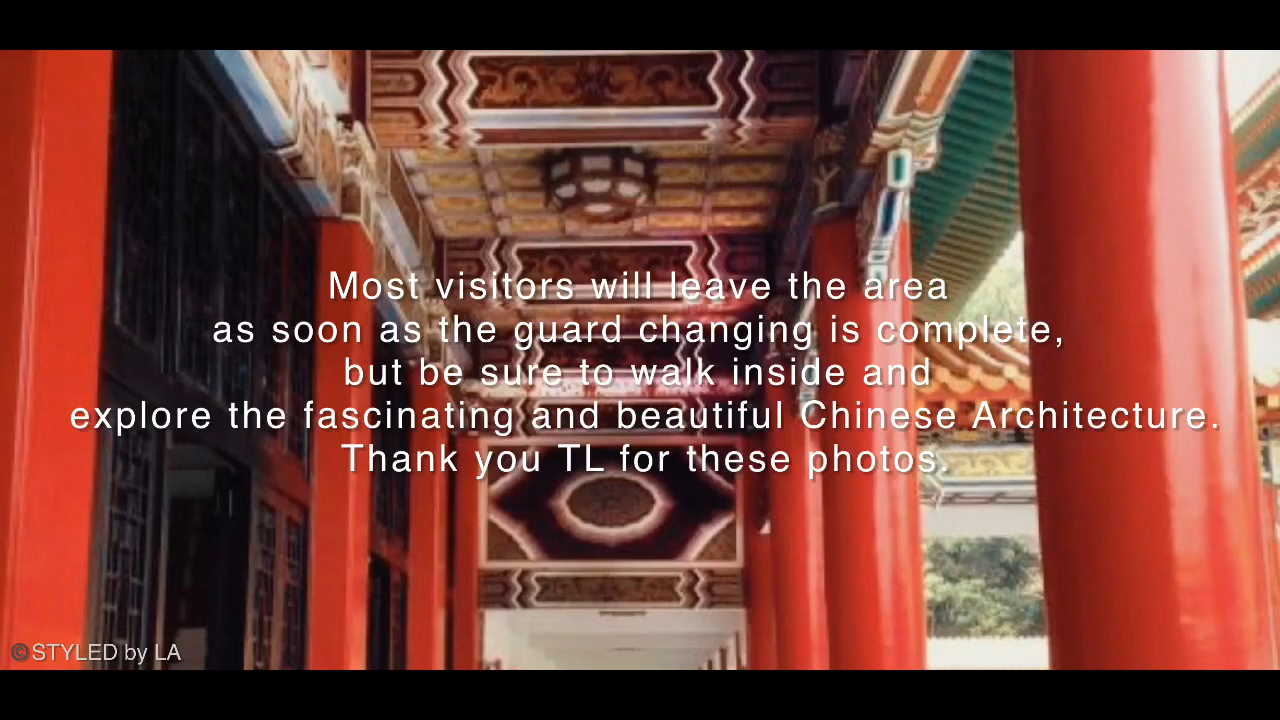 Most visitors will leave the area
as soon as the guard changing is complete,
but be sure to walk inside and
explore the fascinating and beautiful Chinese Architecture.
Thank you TL for these photos.
©STYLED by LA